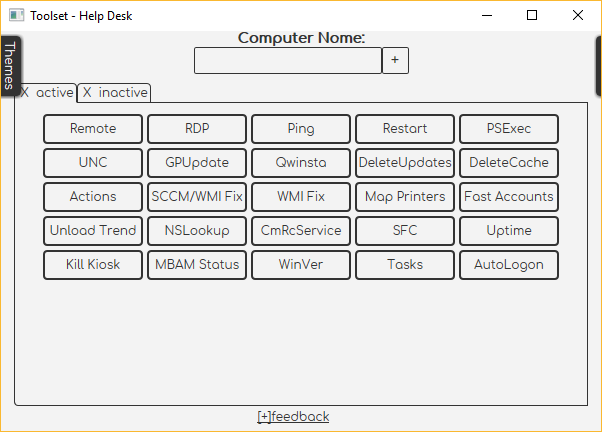 Toolset - Help Desk
Computer Nome:
+
Themes
X active X inactive
Remote RDP Ping Restart PSExec
UNC GPUpdate Qwinsta DeleteUpdates DeleteCache
Actions SCCM/WMI Fix WMI Fix Map Printers Fast Accounts
Unload Trend NSLookup CmRcService SFC Uptime
Kill Kiosk MBAM Status WinVer Tasks AutoLogon
[+]feedback